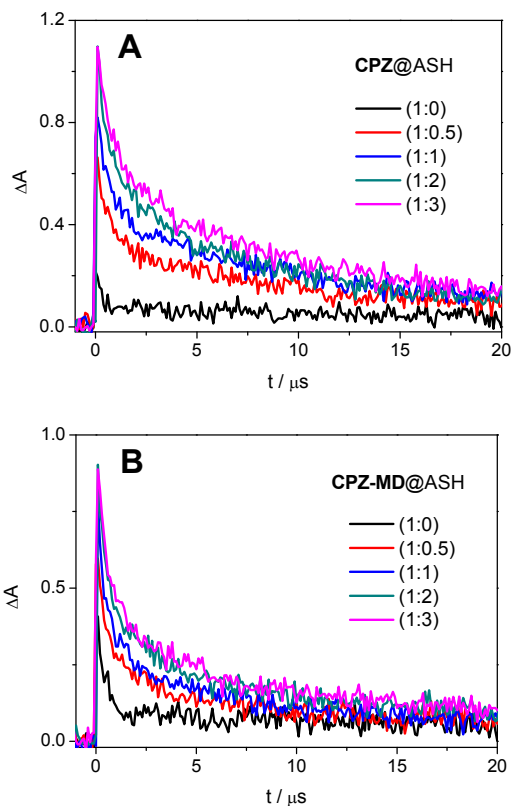 A
CPZ@ASH
(1:0)
(1:0.5)
(1:1)
(1:2)
(1:3)
1.2
0.8
0.4
0.0
ΔA
0 5 10 15 20
t / μs
B
CPZ-MD@ASH
(1:0)
(1:0.5)
(1:1)
(1:2)
(1:3)
1.0
0.5
0.0
ΔA
0 5 10 15 20
t / μs